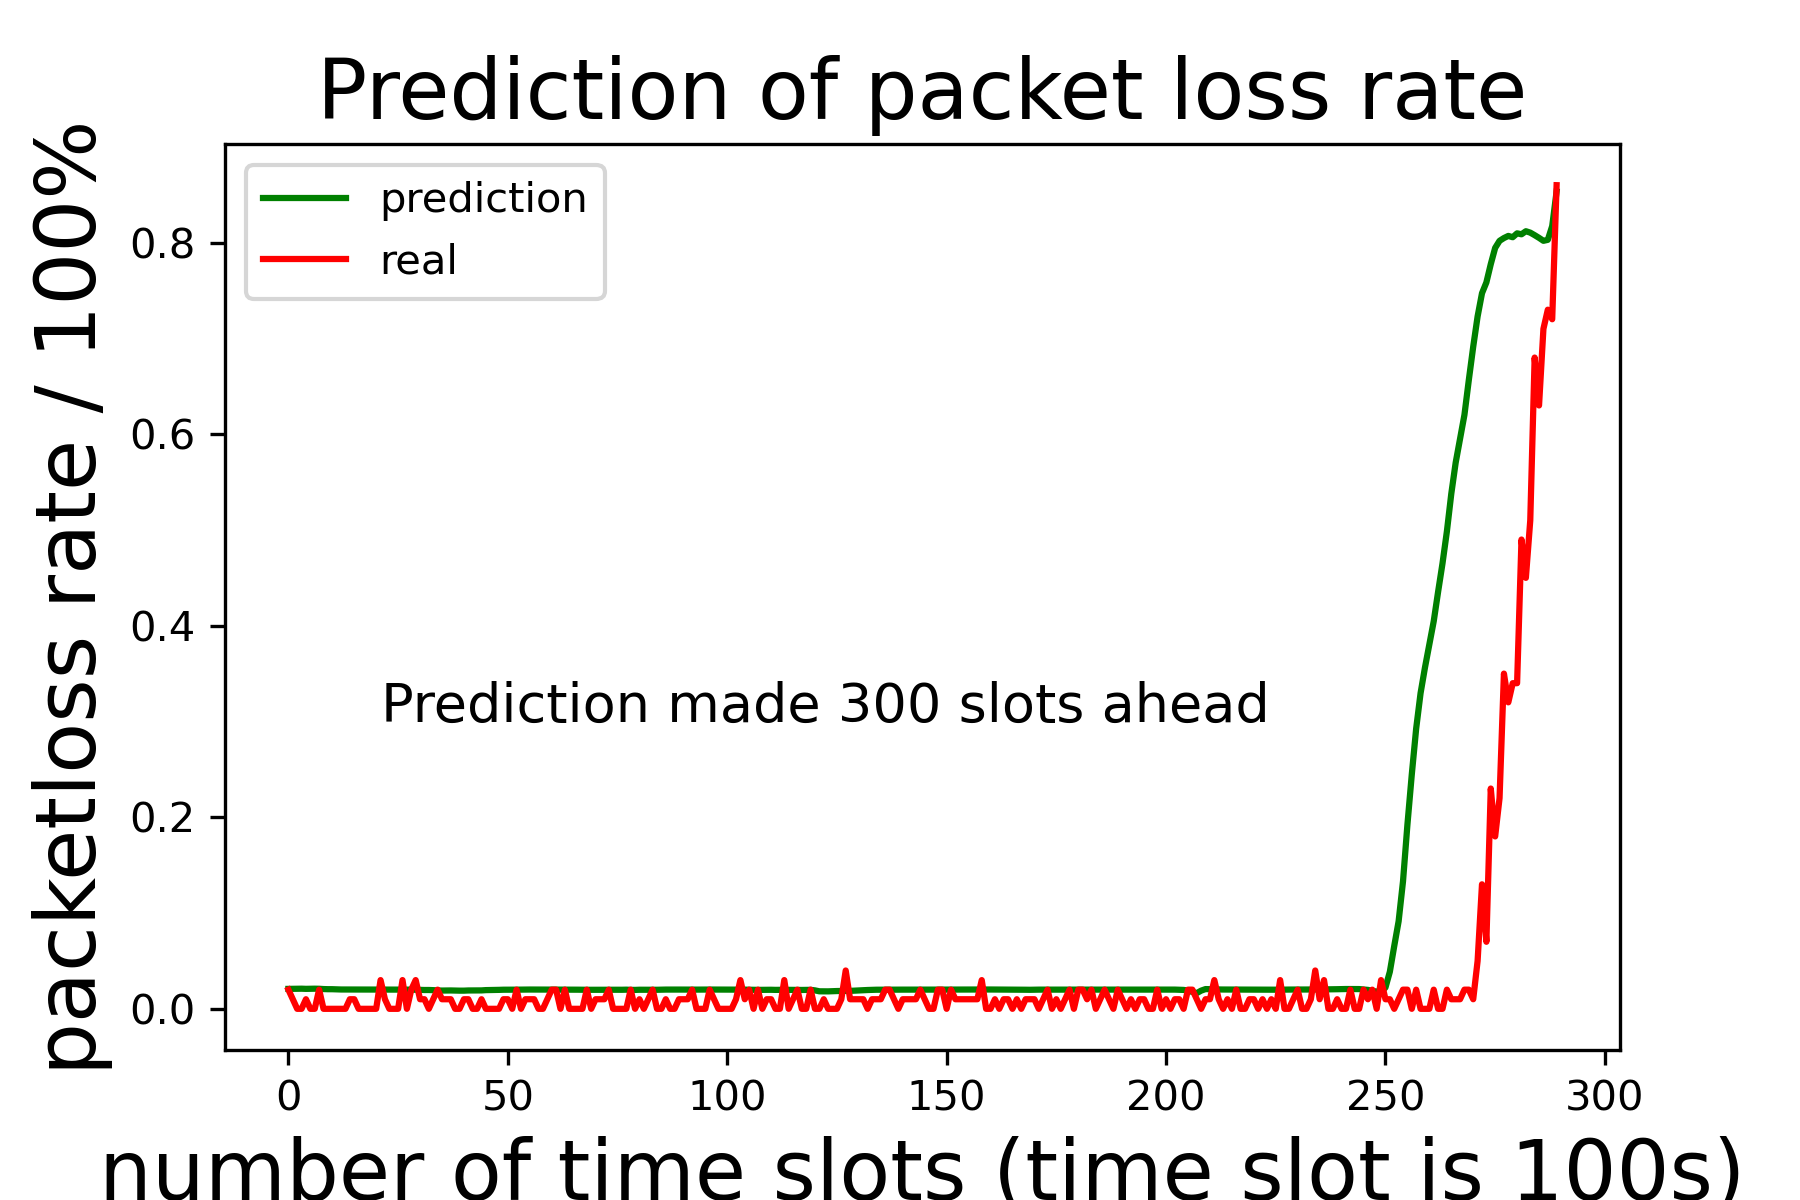 Prediction of packet loss rate
packetloss rate / 100%
prediction
real
0.8
0.6
0.4
0.2
0.0
Prediction made 300 slots ahead
0 50 100 150 200 250 300
number of time slots (time slot is 100s)